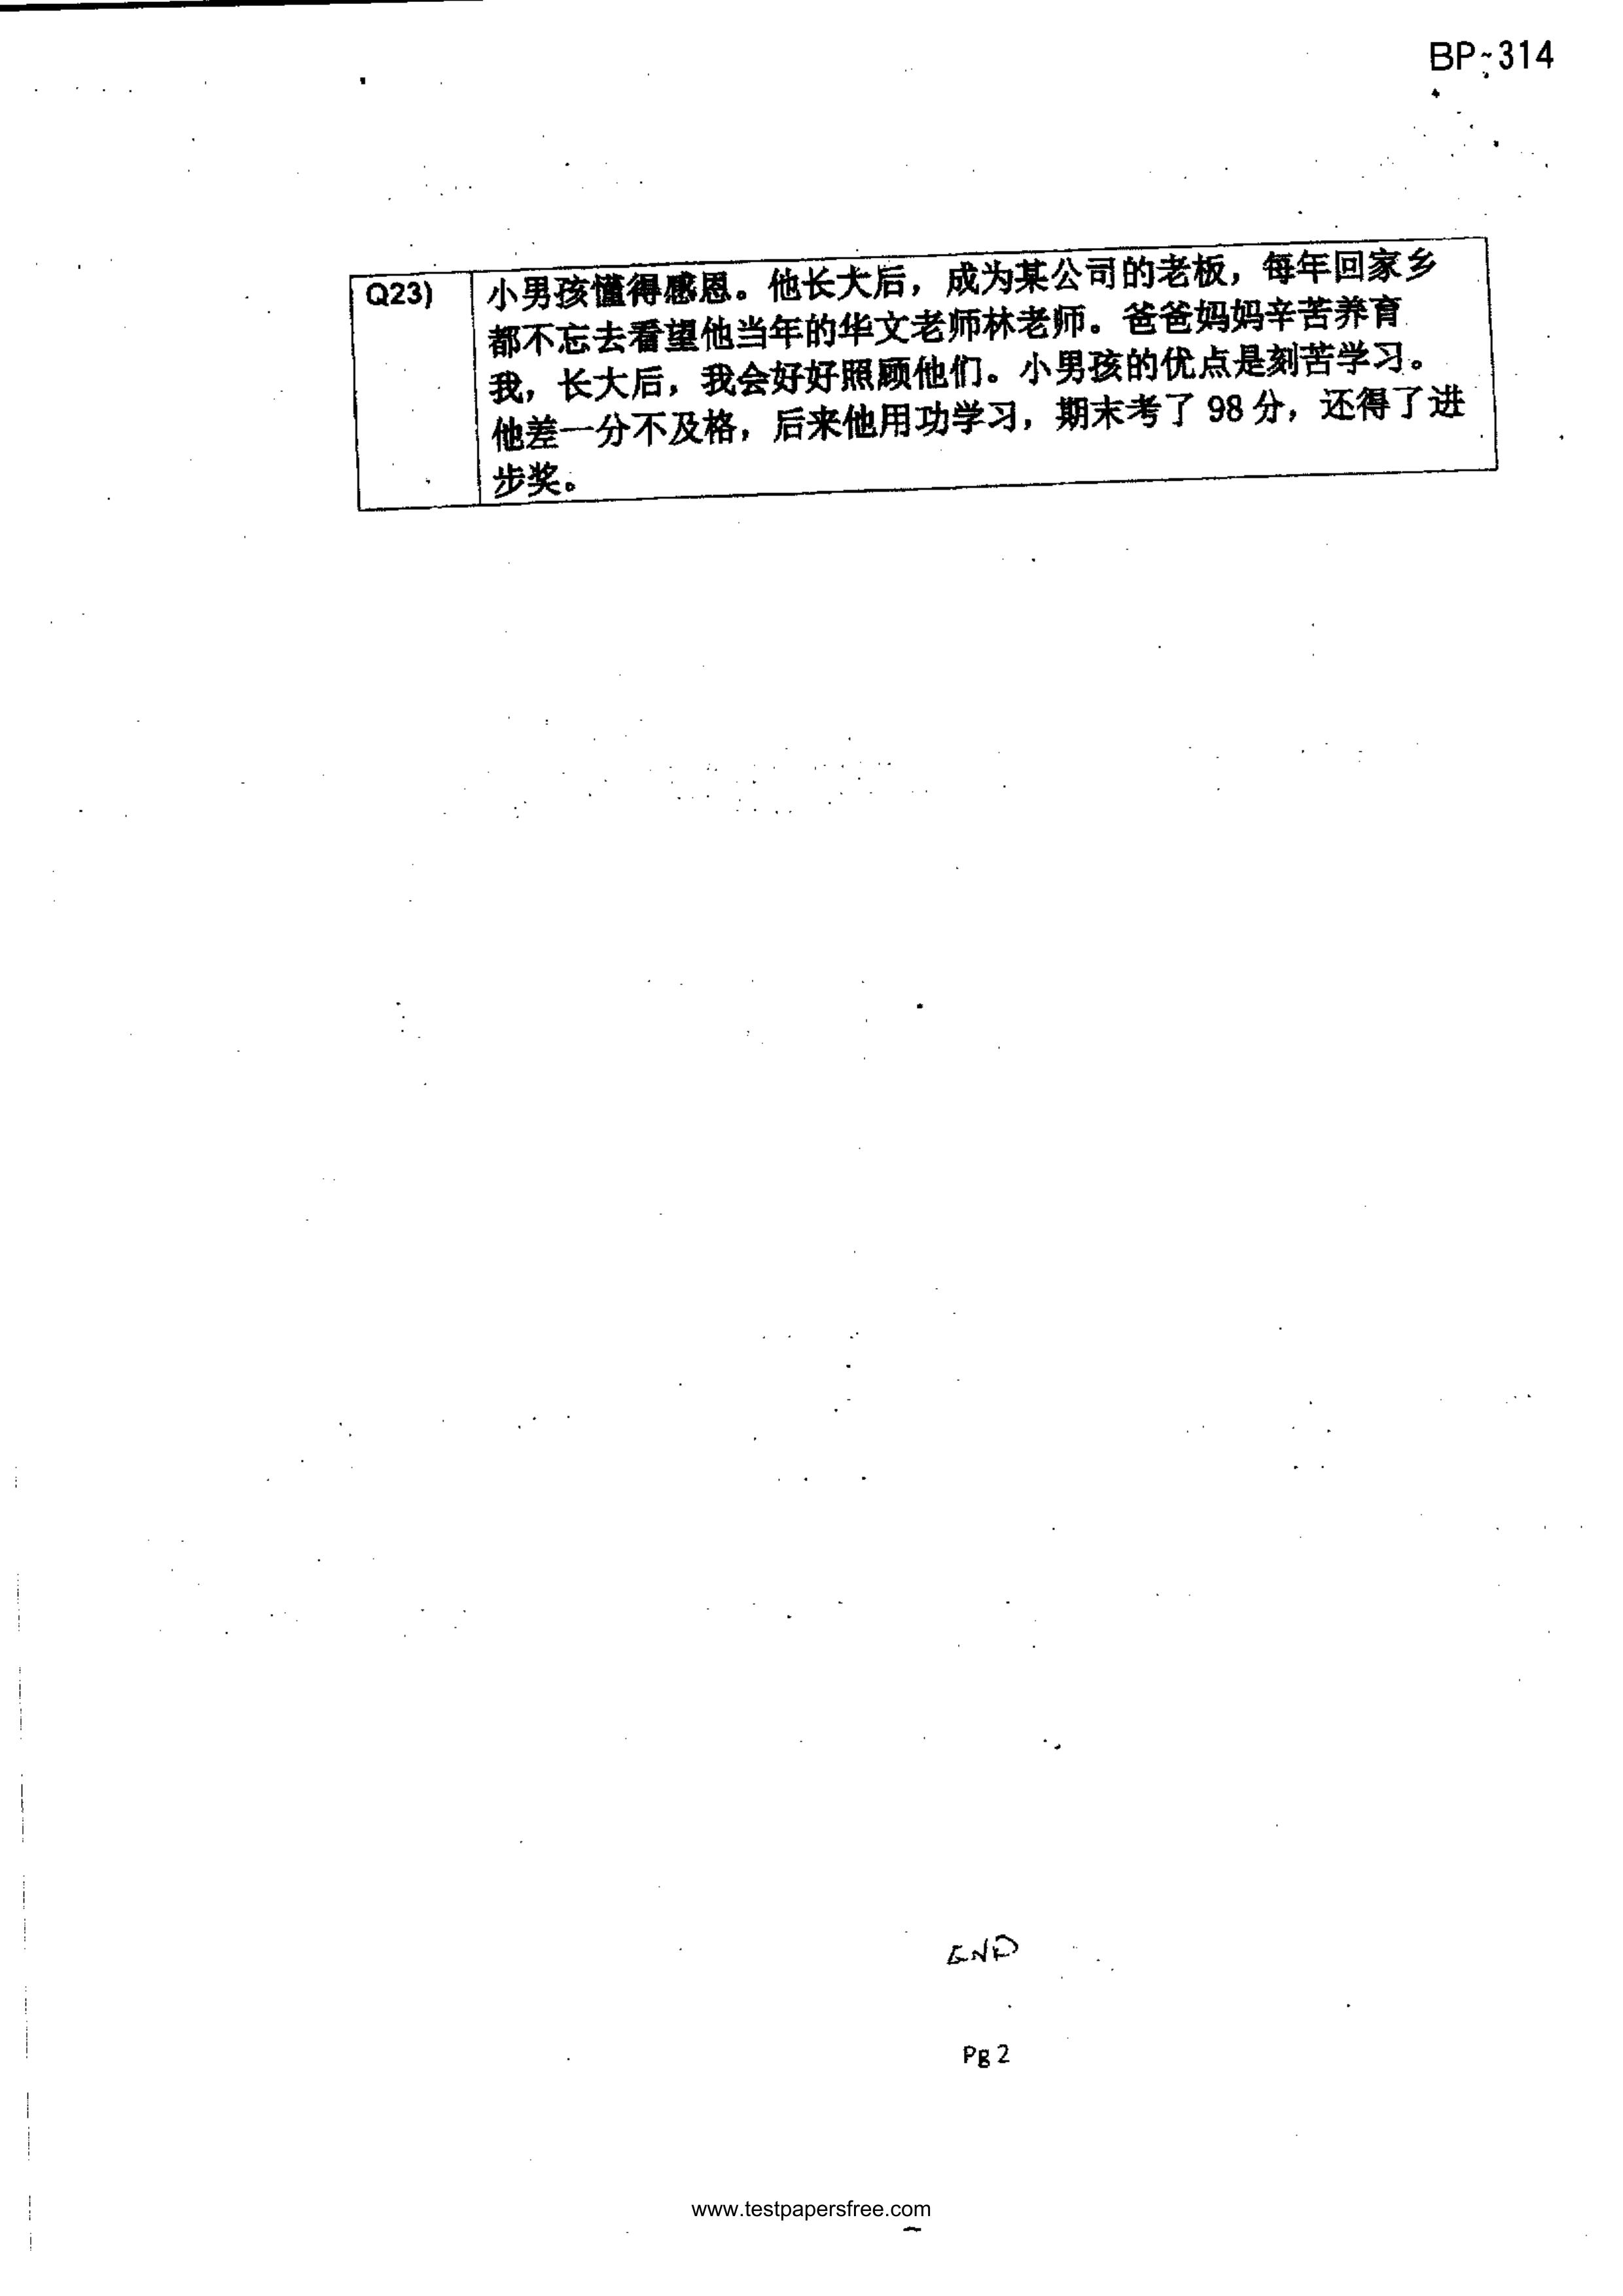 BP-314
Q23) 小男孩懂得感恩。他长大后，成为某公司的老板，每年回家乡
都不忘去看望他当年的华文老师林老师。爸爸妈妈辛苦养育
我，长大后，我会好好照顾他们。小男孩的优点是刻苦学习。
他差一分不及格，后来他用功学习，期末考了 98 分，还得了进
步奖。
END
Pg 2
www.testpapersfree.com